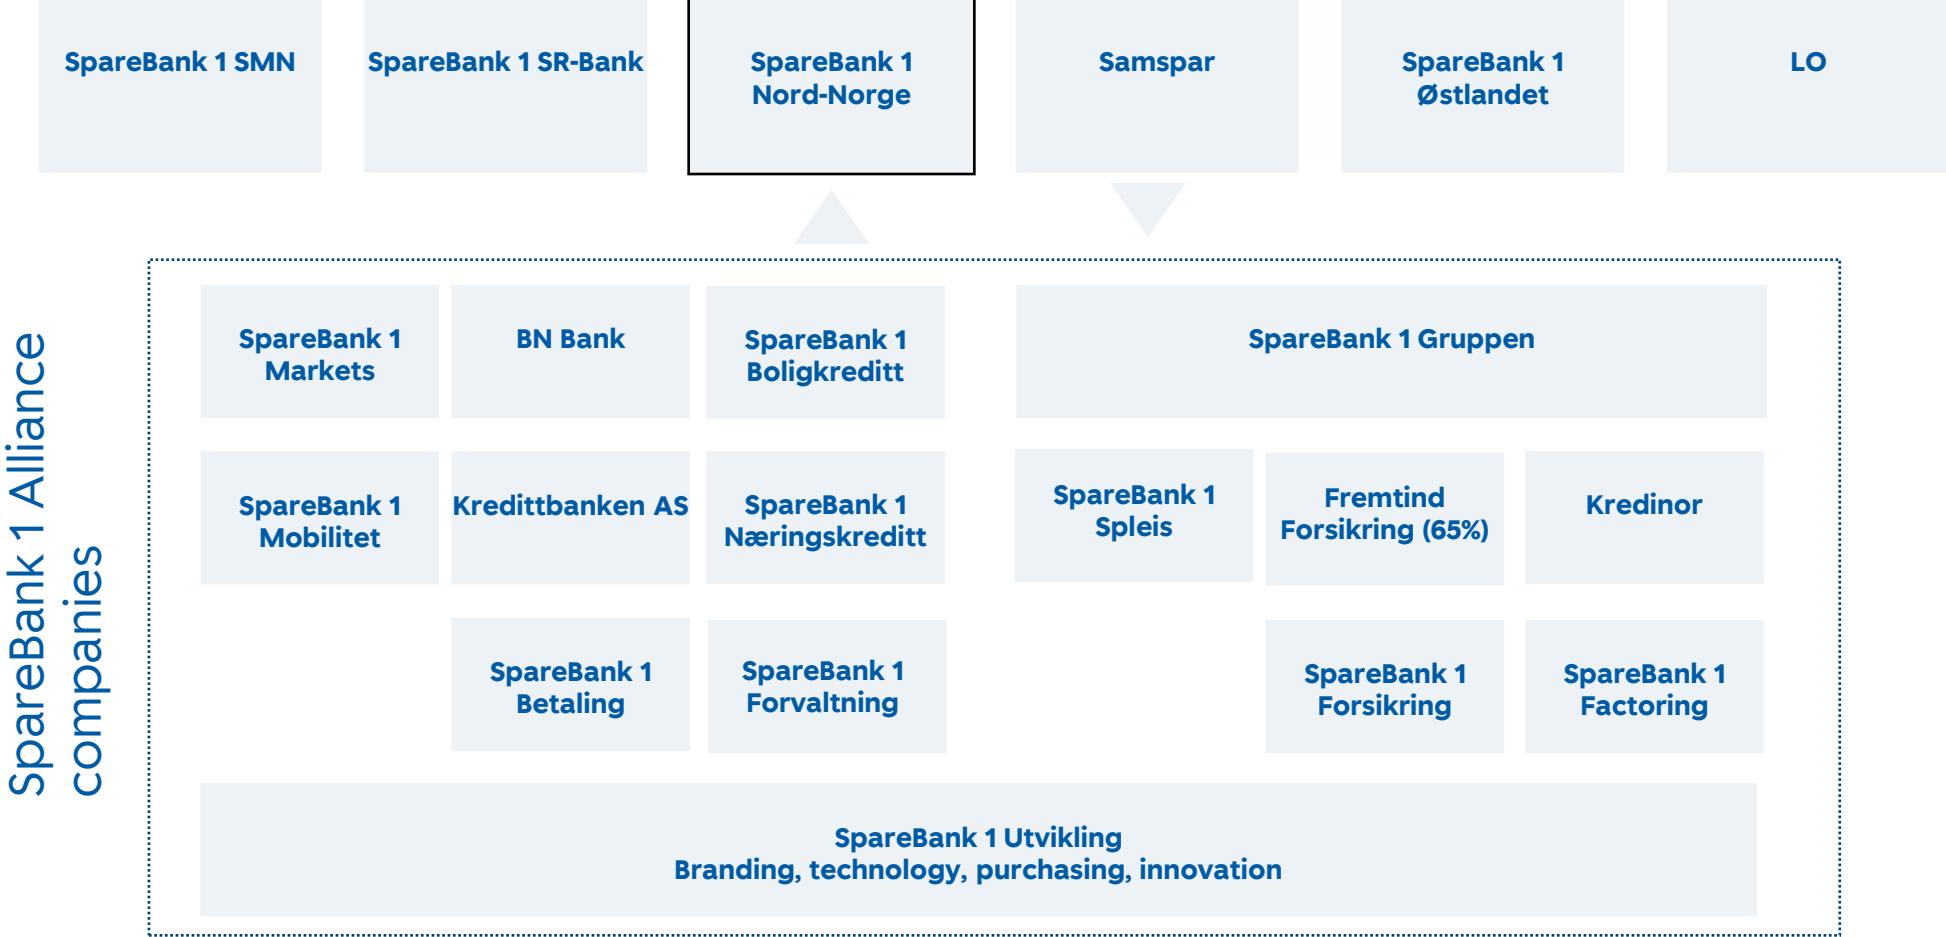 SpareBank 1 SMN
SpareBank 1 SR-Bank
SpareBank 1
Nord-Norge
Samspar
SpareBank 1
Østlandet
LO
SpareBank 1 Alliance
companies
SpareBank 1
Markets
BN Bank
SpareBank 1
Boligkreditt
SpareBank 1 Gruppen
SpareBank 1
Mobilitet
Kredittbanken AS
SpareBank 1
Næringskreditt
SpareBank 1
Spleis
Fremtind
Forsikring (65%)
Kredinor
SpareBank 1
Betaling
SpareBank 1
Forvaltning
SpareBank 1
Forsikring
SpareBank 1
Factoring
SpareBank 1 Utvikling
Branding, technology, purchasing, innovation